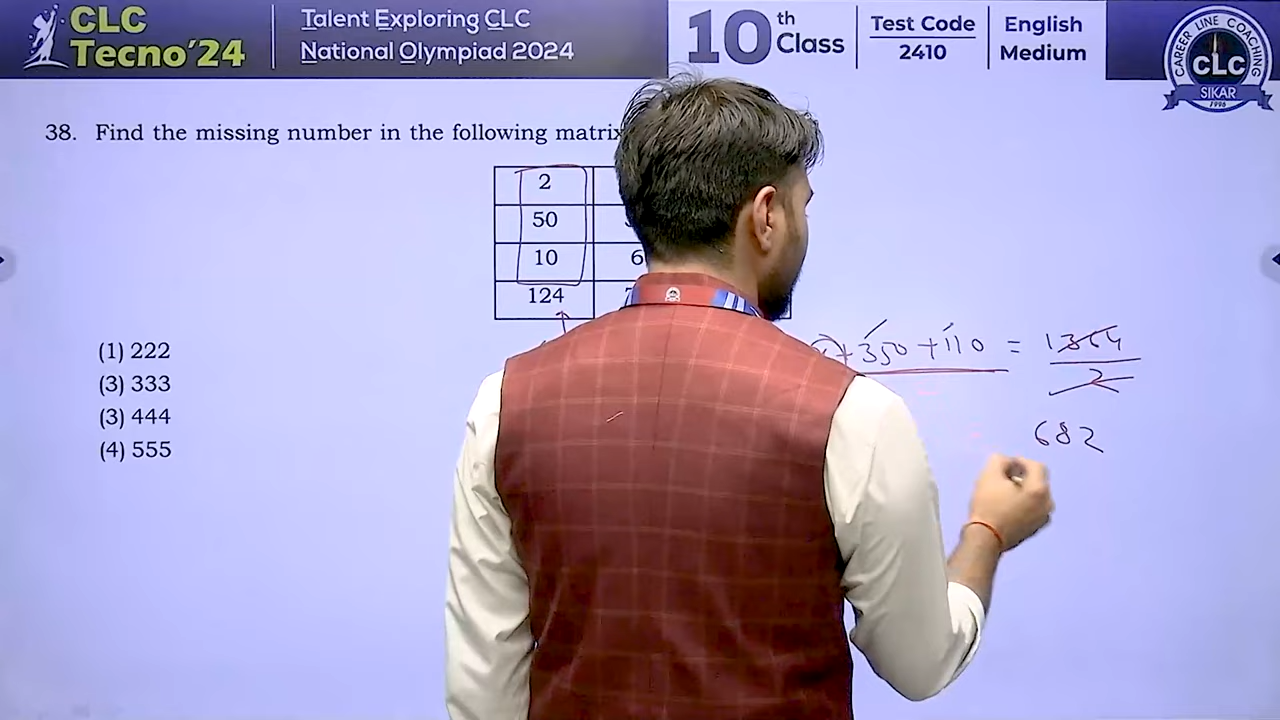 CLC
Tecno'24
Talent Exploring CLC
National Olympiad 2024
10th
Class
Test Code
2410
English
Medium
CAREER LINE COACHING
CLC
SIKAR
1996
38. Find the missing number in the following matrix
2
50
10
6
124
(1) 222
(3) 333
(3) 444
(4) 555
+ 350 + 110 = 1364
2
682